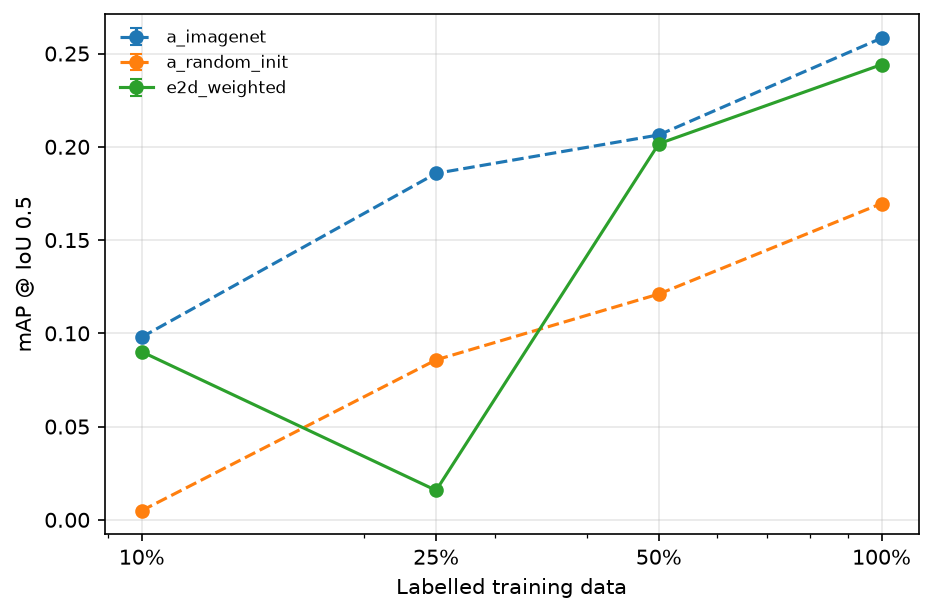 a_imagenet
a_random_init
e2d_weighted
0.25
0.20
0.15
0.10
0.05
0.00
mAP @ IoU 0.5
10% 25% 50% 100%
Labelled training data